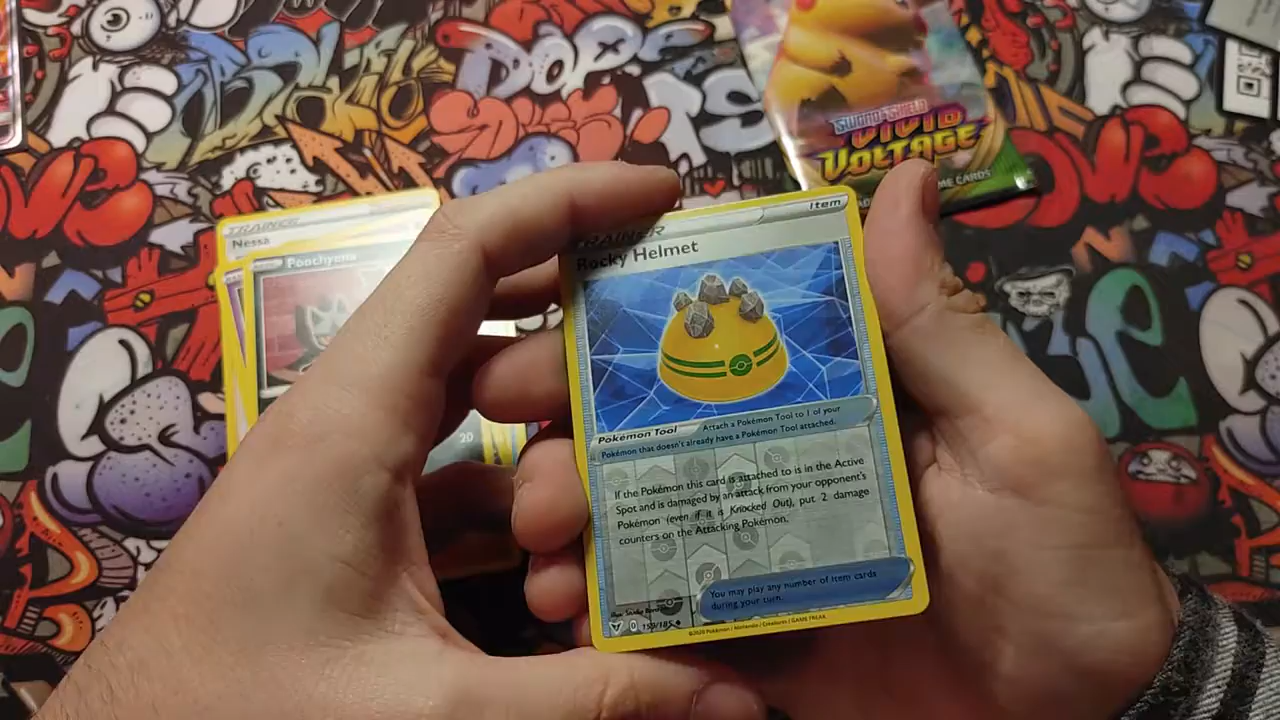 DOPE
LOVE
SWORD & SHIELD
VIVID
VOLTAGE
ME CARDS
TRAINER
Nessa
Poochyena
20
TRAINER
Item
Rocky Helmet
Pokémon Tool
Attach a Pokémon Tool to 1 of your
Pokémon that doesn't already have a Pokémon Tool attached.
If the Pokémon this card is attached to is in the Active
Spot and is damaged by an attack from your opponent's
Pokémon (even if it is Knocked Out), put 2 damage
counters on the Attacking Pokémon.
You may play any number of Item cards
during your turn.
159/185
©2020 Pokémon / Nintendo / Creatures / GAME FREAK